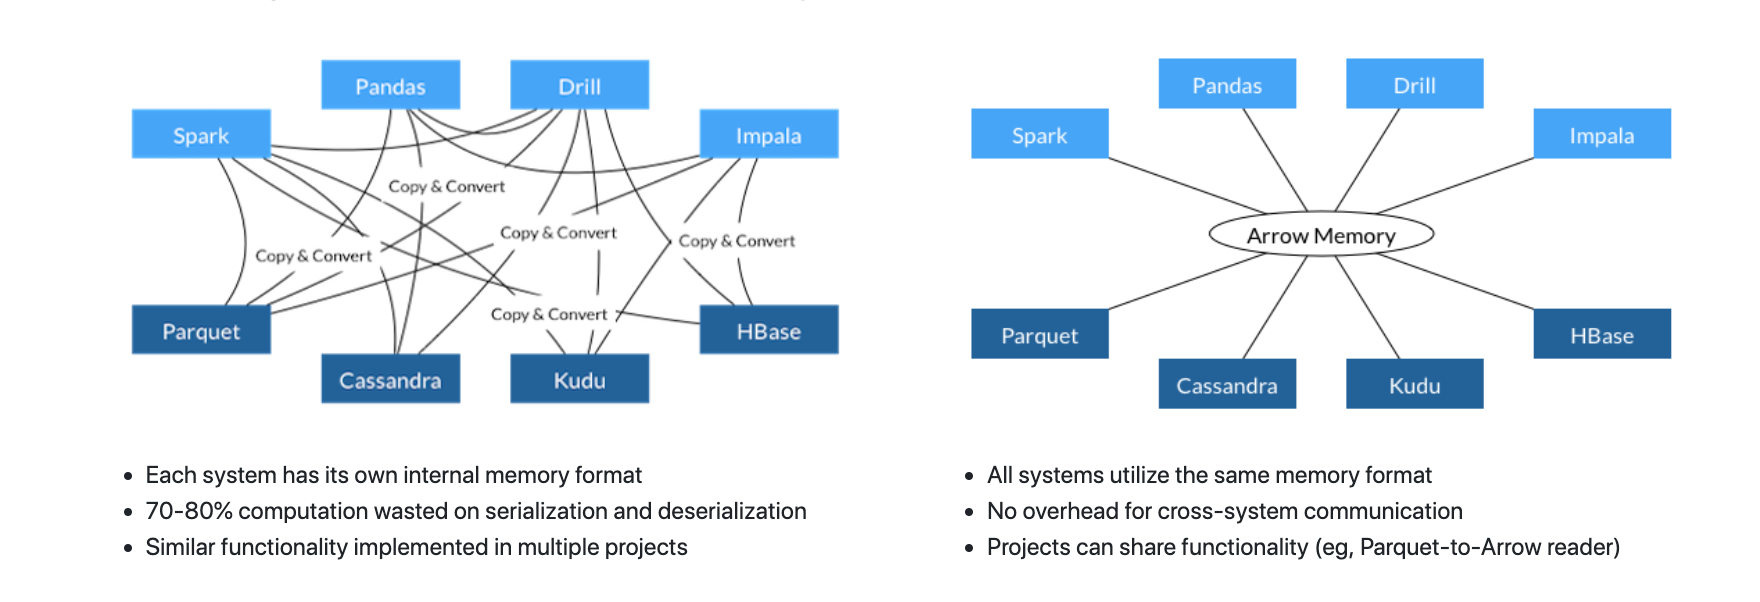 Pandas
Drill
Spark
Impala
Copy & Convert
Copy & Convert
Copy & Convert
Copy & Convert
Copy & Convert
Parquet
HBase
Cassandra
Kudu
• Each system has its own internal memory format
• 70-80% computation wasted on serialization and deserialization
• Similar functionality implemented in multiple projects
Pandas
Drill
Spark
Impala
Arrow Memory
Parquet
HBase
Cassandra
Kudu
• All systems utilize the same memory format
• No overhead for cross-system communication
• Projects can share functionality (eg, Parquet-to-Arrow reader)